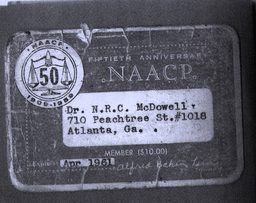 NAACP
50
1909-1959
FIFTIETH ANNIVERSARY
NAACP
Dr. N.R.C. McDowell,
710 Peachtree St.#1018
Atlanta, Ga.
MEMBER ($10.00)
Apr 1961